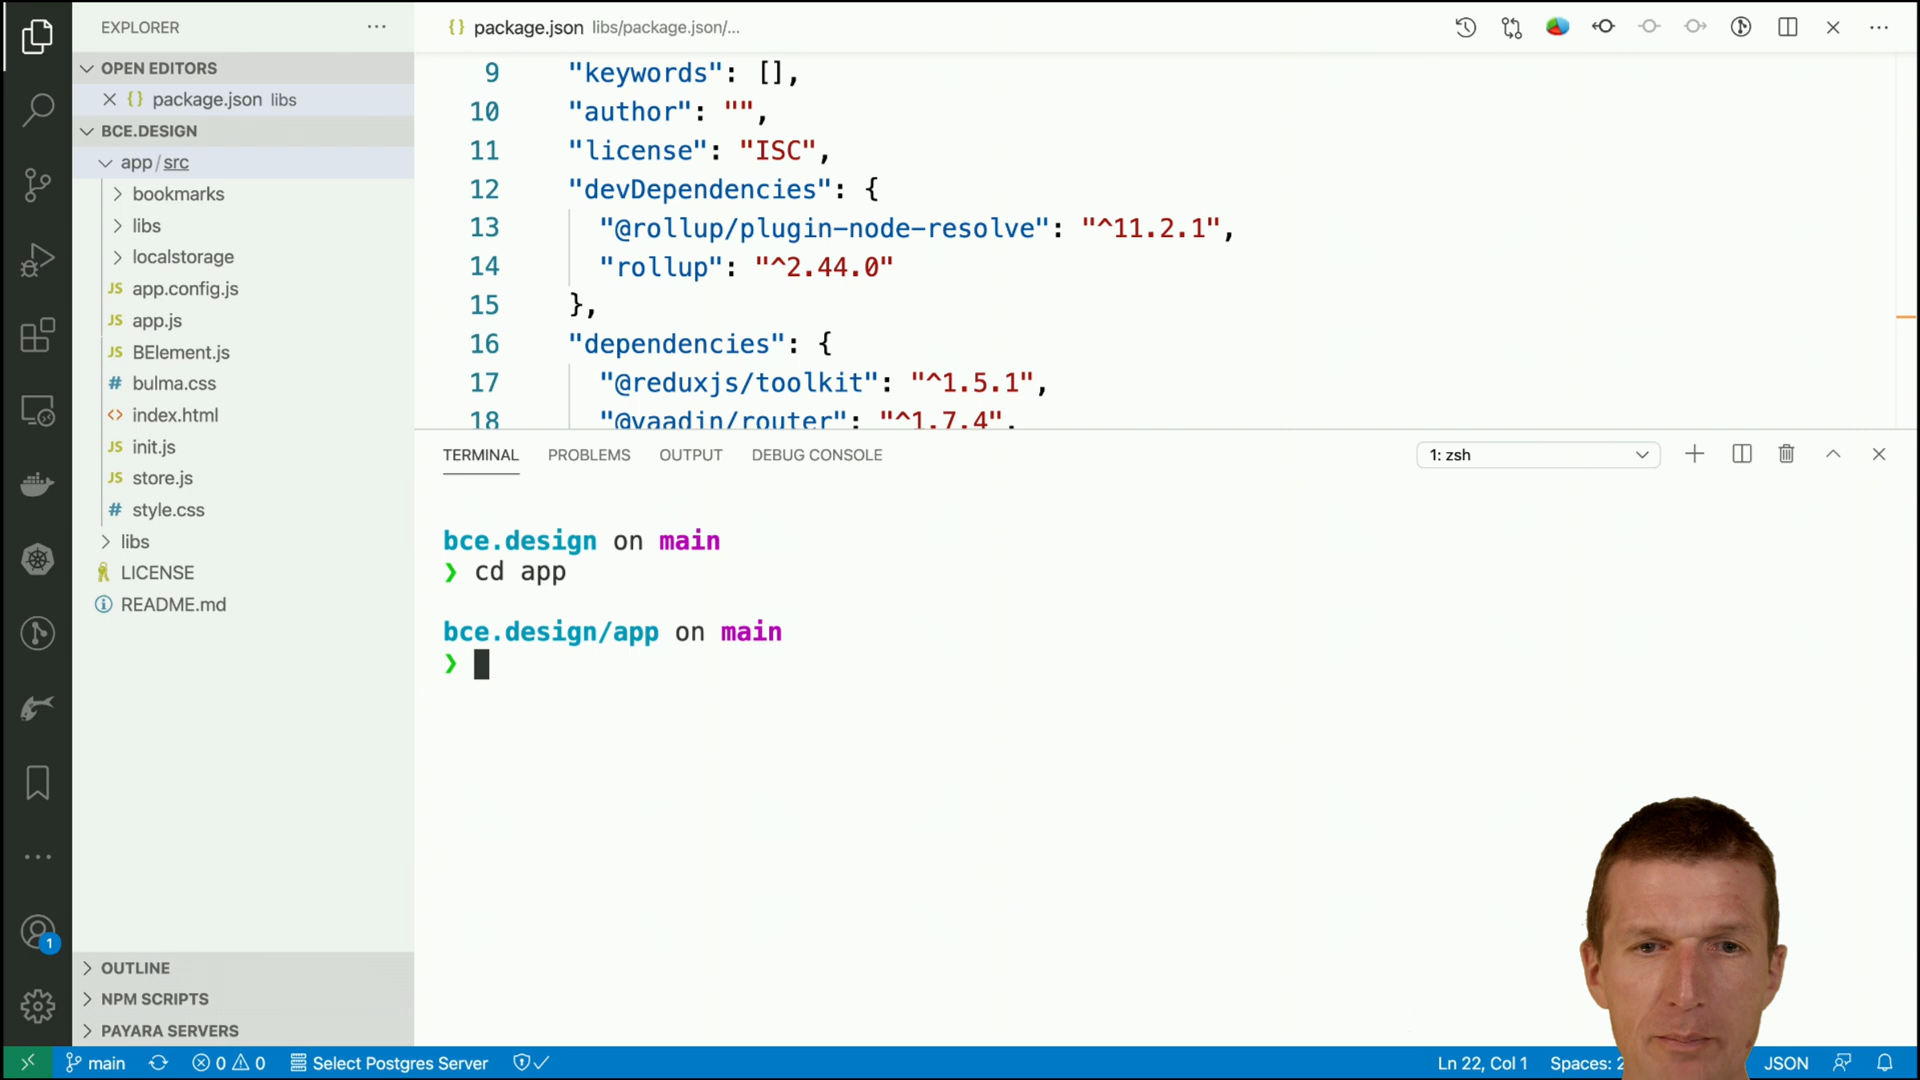 EXPLORER
OPEN EDITORS
package.json libs
BCE.DESIGN
app/src
bookmarks
libs
localstorage
JS app.config.js
JS app.js
JS BElement.js
# bulma.css
<> index.html
JS init.js
JS store.js
# style.css
libs
LICENSE
README.md
OUTLINE
NPM SCRIPTS
PAYARA SERVERS
{} package.json libs/package.json/...
9 "keywords": [],
10 "author": "",
11 "license": "ISC",
12 "devDependencies": {
13 "@rollup/plugin-node-resolve": "^11.2.1",
14 "rollup": "^2.44.0"
15 },
16 "dependencies": {
17 "@reduxjs/toolkit": "^1.5.1",
18 "@vaadin/router": "^1.7.4",
TERMINAL PROBLEMS OUTPUT DEBUG CONSOLE 1: zsh
bce.design on main
❯ cd app
bce.design/app on main
❯
1
main 0 0 Select Postgres Server Ln 22, Col 1 Spaces: JSON